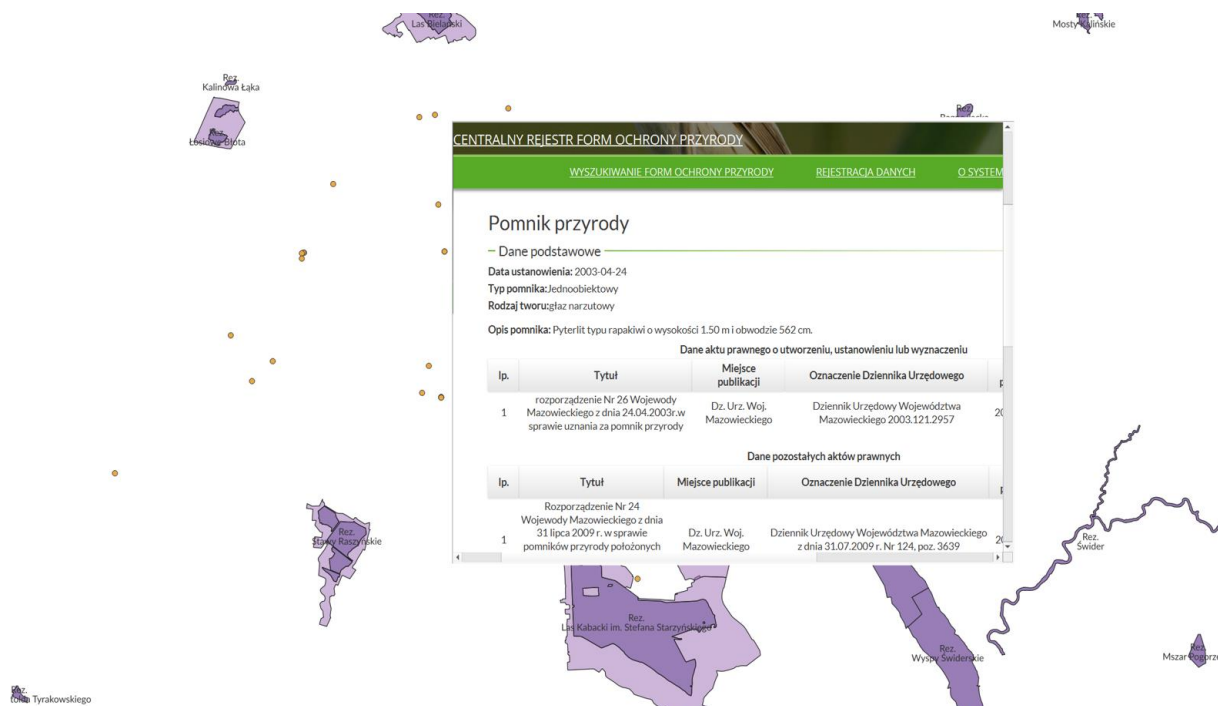 Rez.
Las Bielański
Rez.
Mosty Kalińskie
Rez.
Kalinowa Łąka
Rez.
Rez.
Łosiowe Błota
CENTRALNY REJESTR FORM OCHRONY PRZYRODY
WYSZUKIWANIE FORM OCHRONY PRZYRODY REJESTRACJA DANYCH O SYSTEM
Pomnik przyrody
Dane podstawowe
Data ustanowienia: 2003-04-24
Typ pomnika:Jednoobiektowy
Rodzaj tworu:głaz narzutowy
Opis pomnika: Pyterlit typu rapakiwi o wysokości 1.50 m i obwodzie 562 cm.
Dane aktu prawnego o utworzeniu, ustanowieniu lub wyznaczeniu
lp. Tytuł Miejsce publikacji Oznaczenie Dziennika Urzędowego
1 rozporządzenie Nr 26 Wojewody Mazowieckiego z dnia 24.04.2003r.w sprawie uznania za pomnik przyrody Dz. Urz. Woj. Mazowieckiego Dziennik Urzędowy Województwa Mazowieckiego 2003.121.2957 20
Dane pozostałych aktów prawnych
lp. Tytuł Miejsce publikacji Oznaczenie Dziennika Urzędowego
1 Rozporządzenie Nr 24 Wojewody Mazowieckiego z dnia 31 lipca 2009 r. w sprawie pomników przyrody położonych Dz. Urz. Woj. Mazowieckiego Dziennik Urzędowy Województwa Mazowieckiego z dnia 31.07.2009 r. Nr 124, poz. 3639 20
Rez.
Stawy Raszyńskie
Rez.
Świder
Rez.
Las Kabacki im. Stefana Starzyńskiego
Rez.
Wyspy Świderskie
Rez.
Mszar Pogorze
Rez.
Tyrakowskiego